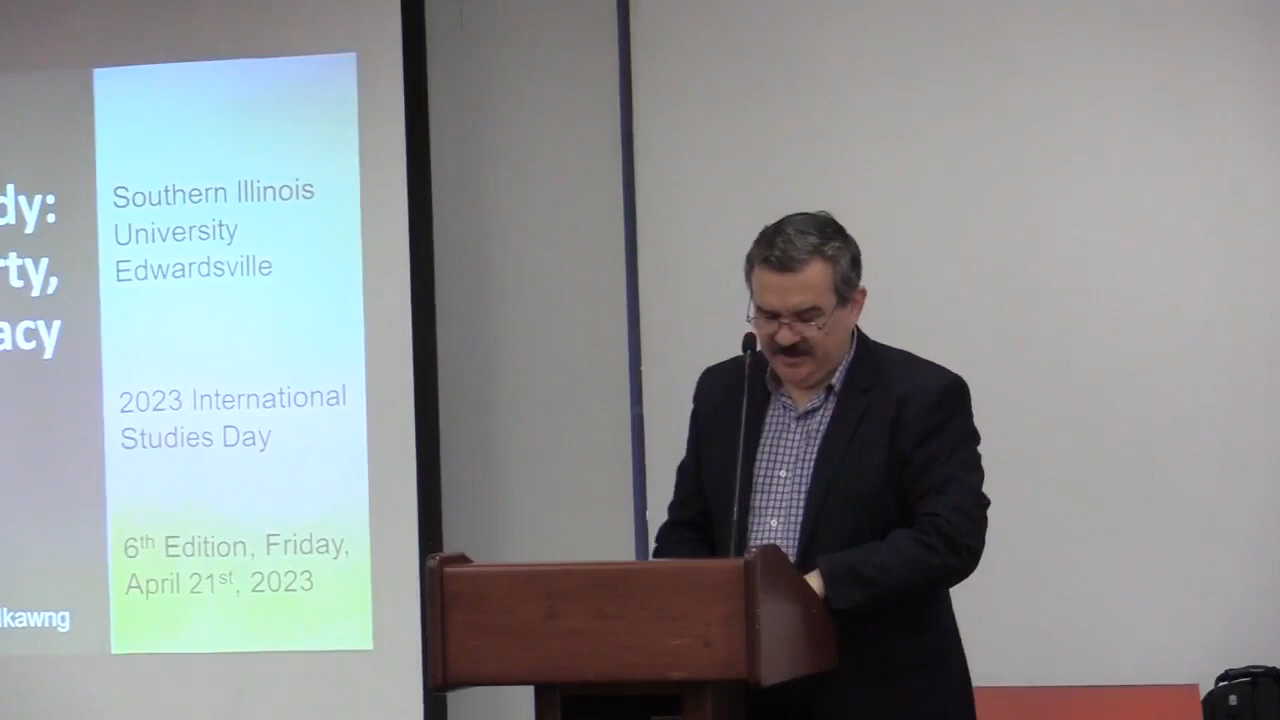 dy:
rty,
acy
lkawng
Southern Illinois
University
Edwardsville
2023 International
Studies Day
6th Edition, Friday,
April 21st, 2023